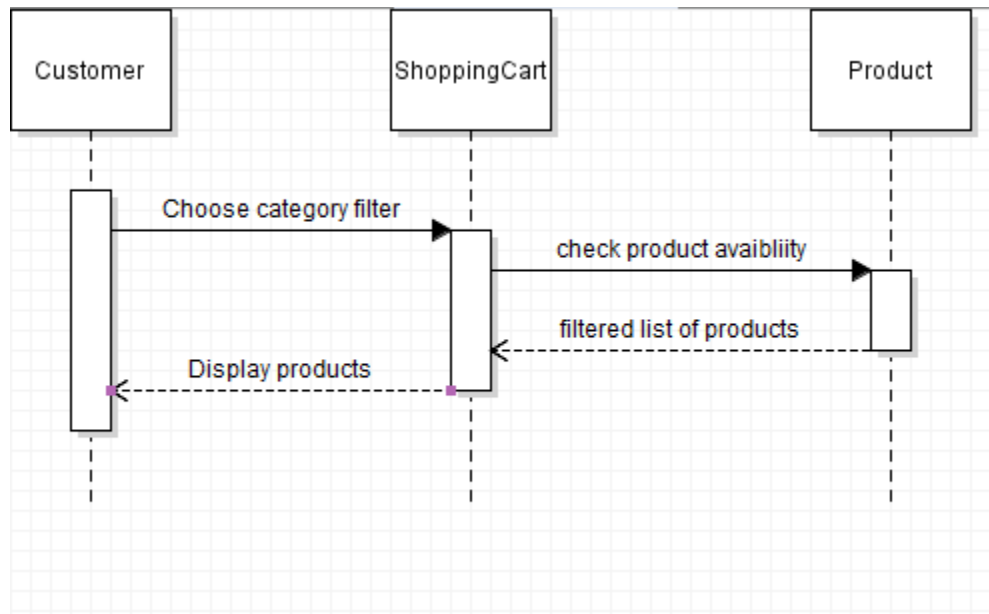 Customer
ShoppingCart
Product
Choose category filter
check product avaibliity
filtered list of products
Display products